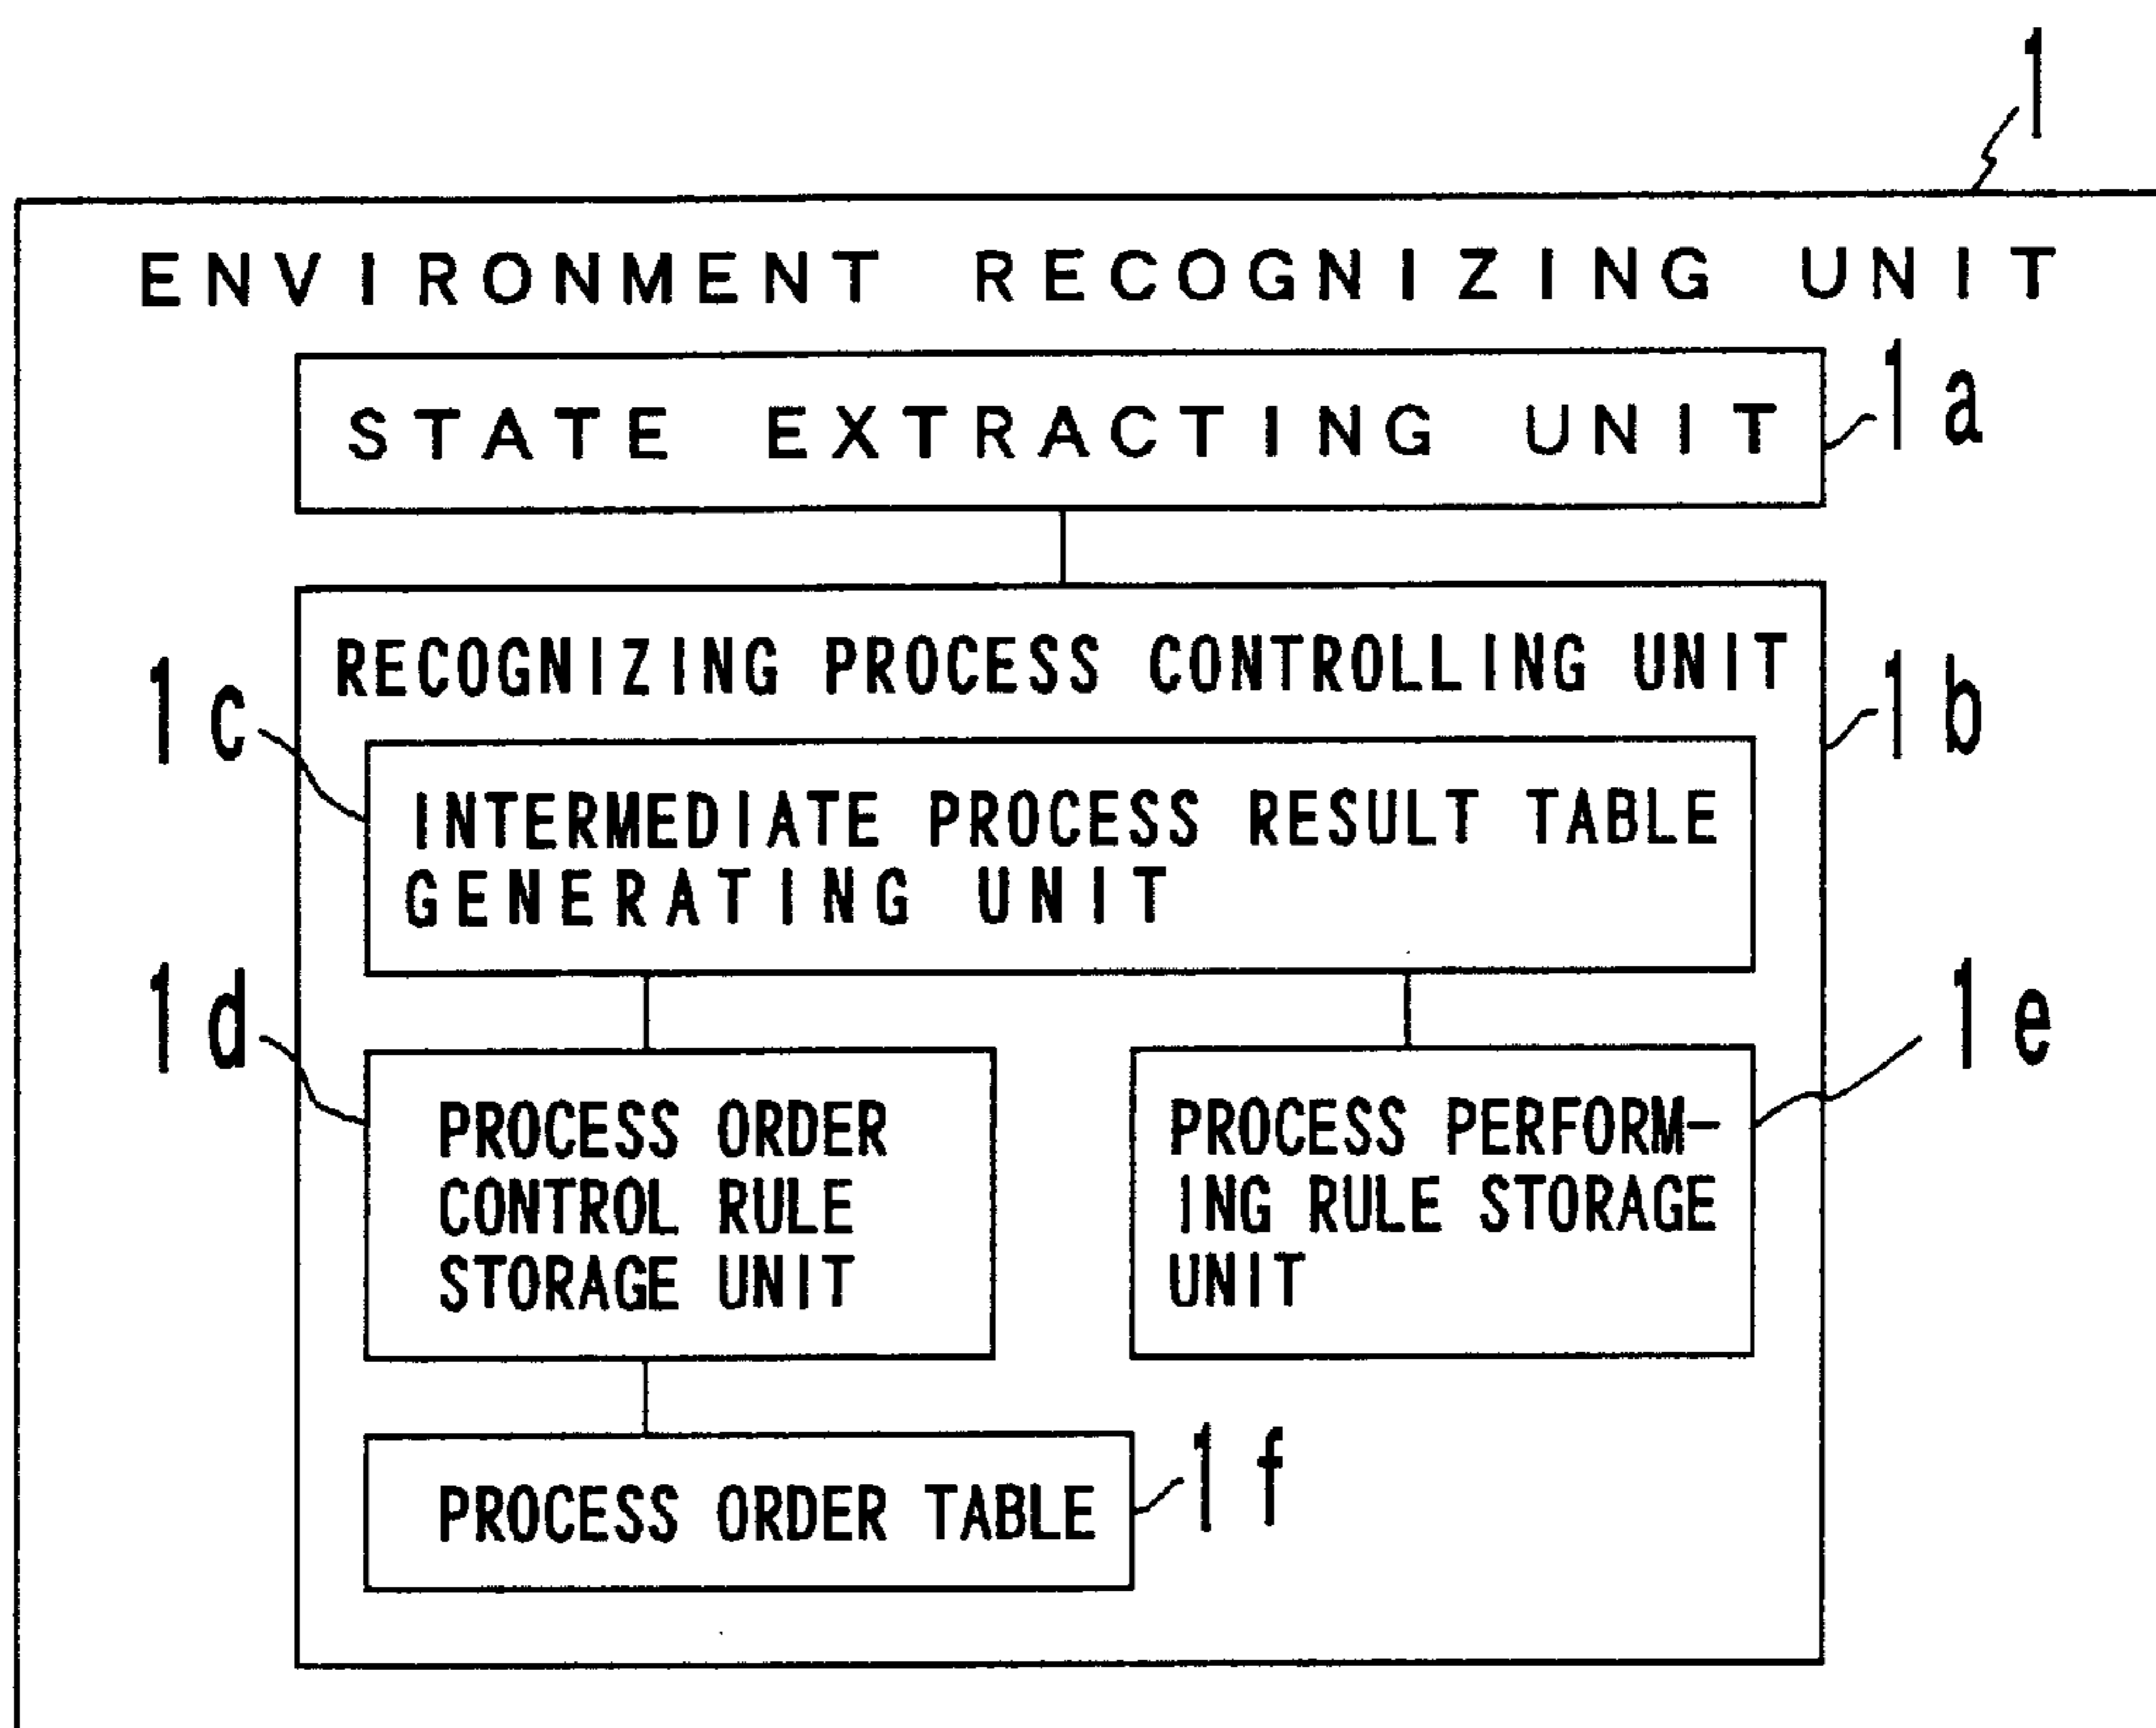 1
ENVIRONMENT RECOGNIZING UNIT
STATE EXTRACTING UNIT
1a
RECOGNIZING PROCESS CONTROLLING UNIT
1b
1c
INTERMEDIATE PROCESS RESULT TABLE
GENERATING UNIT
1d
PROCESS ORDER
CONTROL RULE
STORAGE UNIT
1e
PROCESS PERFORM-
ING RULE STORAGE
UNIT
PROCESS ORDER TABLE
1f